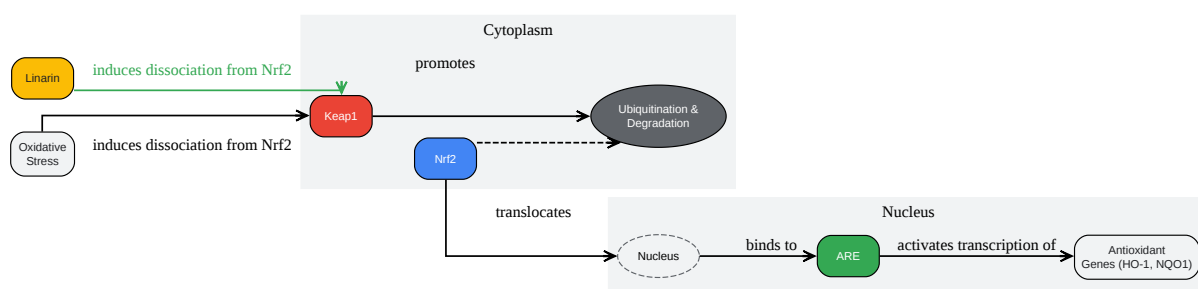 Cytoplasm
promotes
Linarin
induces dissociation from Nrf2
Keap1
Ubiquitination &
Degradation
Oxidative
Stress
induces dissociation from Nrf2
Nrf2
translocates
Nucleus
Nucleus
binds to
ARE
activates transcription of
Antioxidant
Genes (HO-1, NQO1)